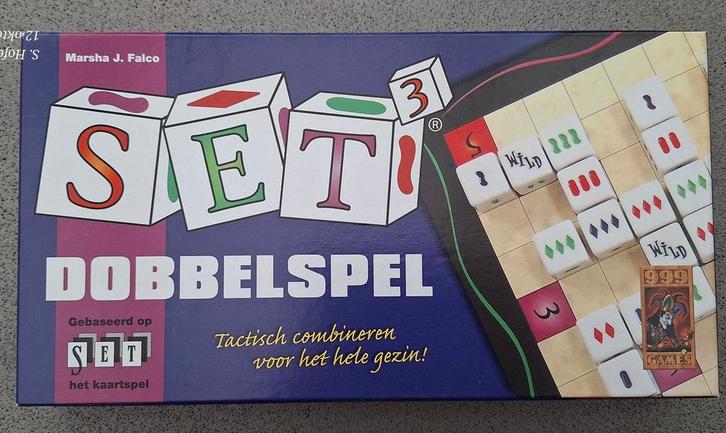 Marsha J. Falco
SET3®
DOBBELSPEL
Gebaseerd op
SET
het kaartspel
Tactisch combineren
voor het hele gezin!
WILD
WILD
3
999
GAMES